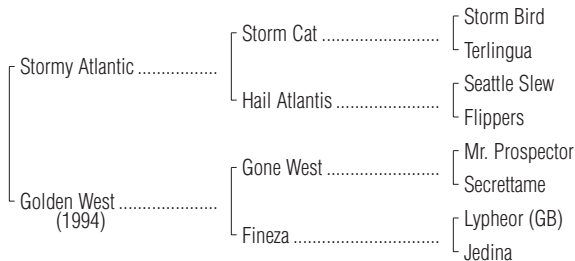 Storm Bird
Storm Cat ........................
Terlingua
Stormy Atlantic ................
Seattle Slew
Hail Atlantis .....................
Flippers
Mr. Prospector
Gone West ......................
Secrettame
Golden West ....................
(1994)
Lypheor (GB)
Fineza .............................
Jedina